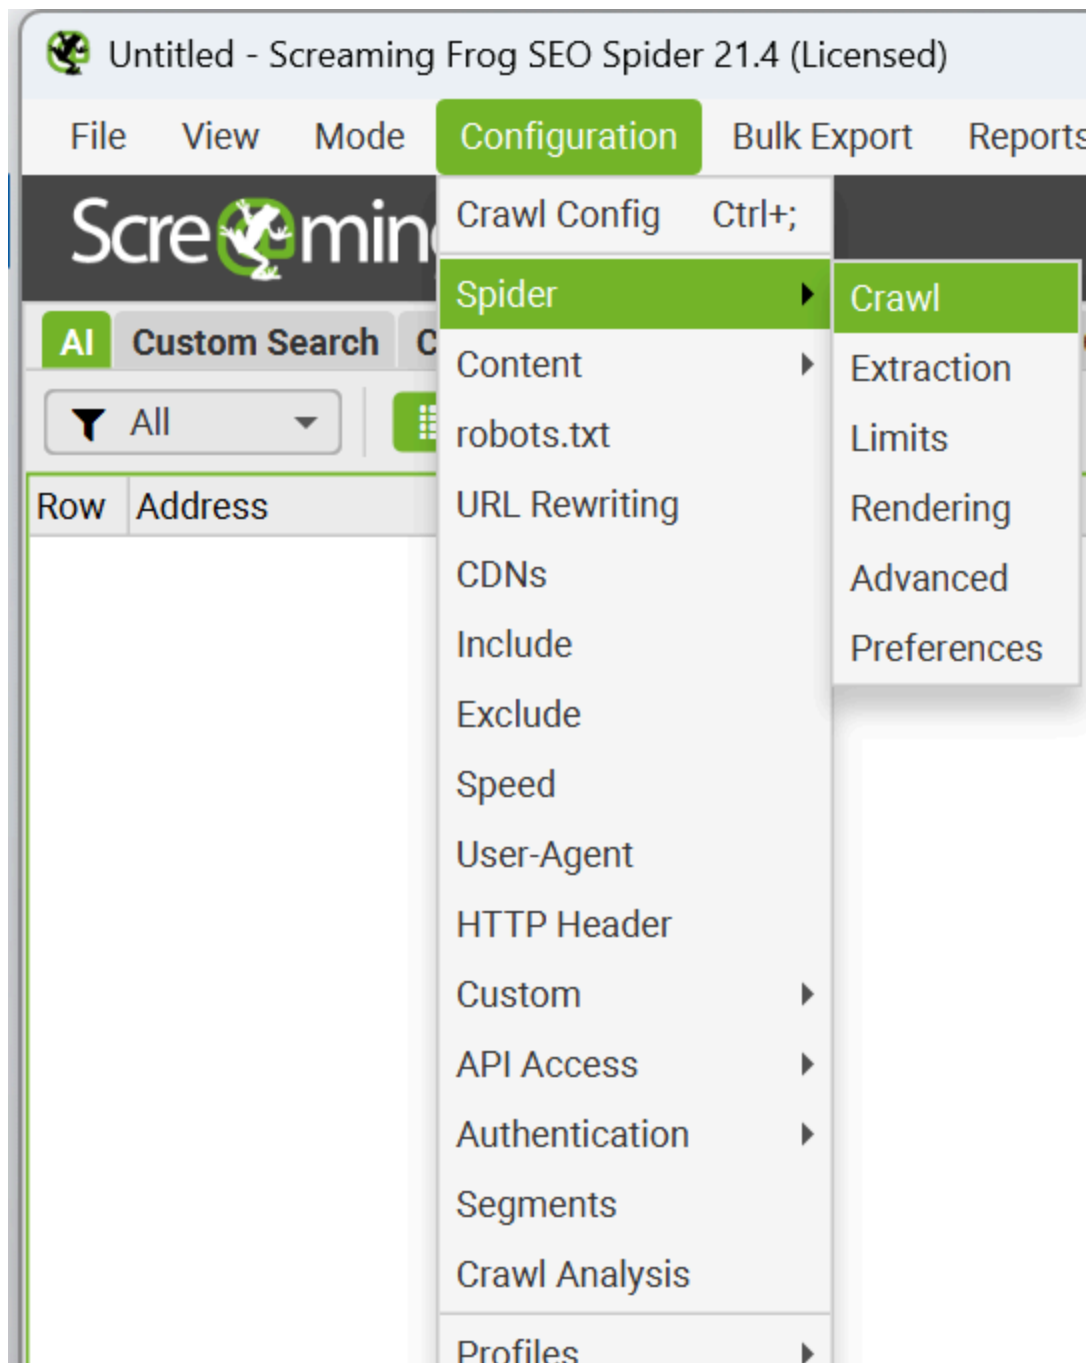 Untitled - Screaming Frog SEO Spider 21.4 (Licensed)
File View Mode Configuration Bulk Export Reports
Screaming
Crawl Config Ctrl+;
Spider
Crawl
AI Custom Search C
Content
Extraction
All
robots.txt
Limits
Row Address
URL Rewriting
Rendering
CDNs
Advanced
Include
Preferences
Exclude
Speed
User-Agent
HTTP Header
Custom
API Access
Authentication
Segments
Crawl Analysis
Profiles